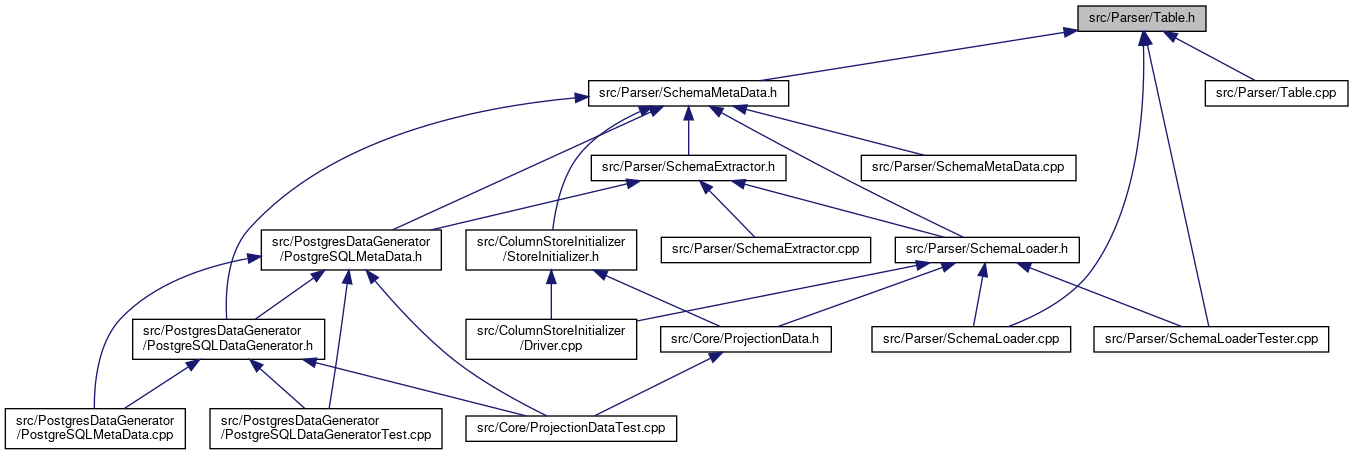 src/Parser/Table.h
src/Parser/SchemaMetaData.h
src/Parser/Table.cpp
src/Parser/SchemaExtractor.h
src/Parser/SchemaMetaData.cpp
src/PostgresDataGenerator
/PostgreSQLMetaData.h
src/ColumnStoreInitializer
/StoreInitializer.h
src/Parser/SchemaExtractor.cpp
src/Parser/SchemaLoader.h
src/PostgresDataGenerator
/PostgreSQLDataGenerator.h
src/ColumnStoreInitializer
/Driver.cpp
src/Core/ProjectionData.h
src/Parser/SchemaLoader.cpp
src/Parser/SchemaLoaderTester.cpp
src/PostgresDataGenerator
/PostgreSQLMetaData.cpp
src/PostgresDataGenerator
/PostgreSQLDataGeneratorTest.cpp
src/Core/ProjectionDataTest.cpp